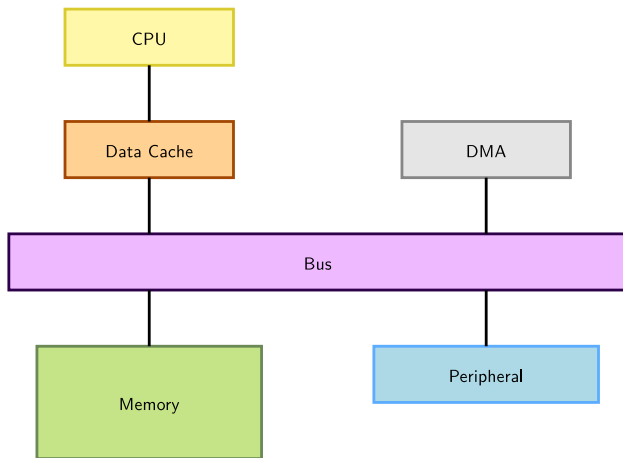 CPU
Data Cache
DMA
Bus
Memory
Peripheral